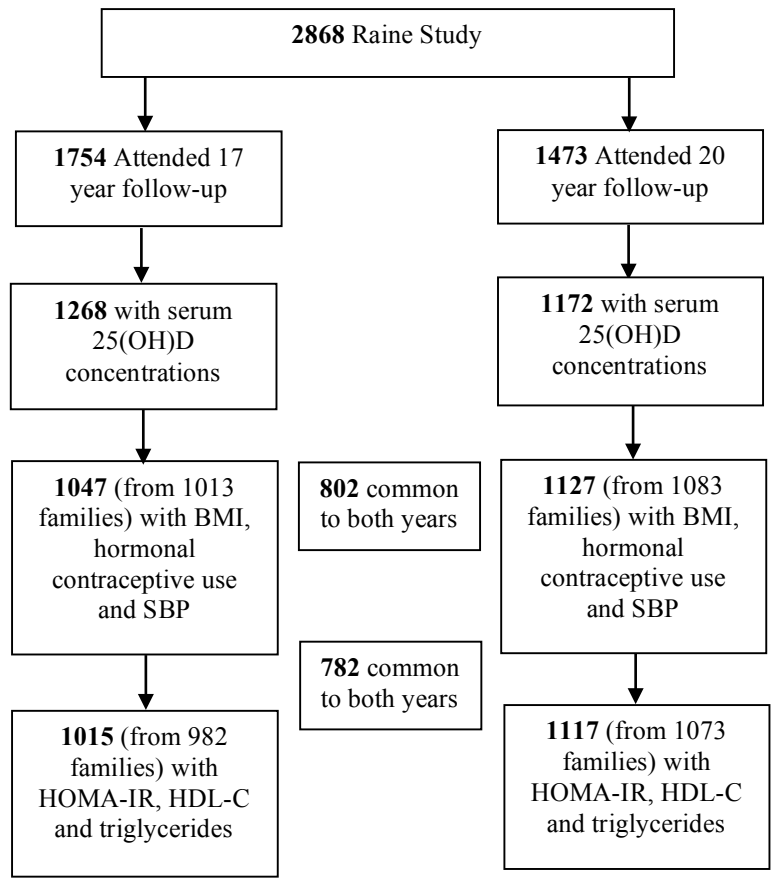 2868 Raine Study
1754 Attended 17
year follow-up
1473 Attended 20
year follow-up
1268 with serum
25(OH)D
concentrations
1172 with serum
25(OH)D
concentrations
1047 (from 1013
families) with BMI,
hormonal
contraceptive use
and SBP
802 common
to both years
1127 (from 1083
families) with BMI,
hormonal
contraceptive use
and SBP
782 common
to both years
1015 (from 982
families) with
HOMA-IR, HDL-C
and triglycerides
1117 (from 1073
families) with
HOMA-IR, HDL-C
and triglycerides